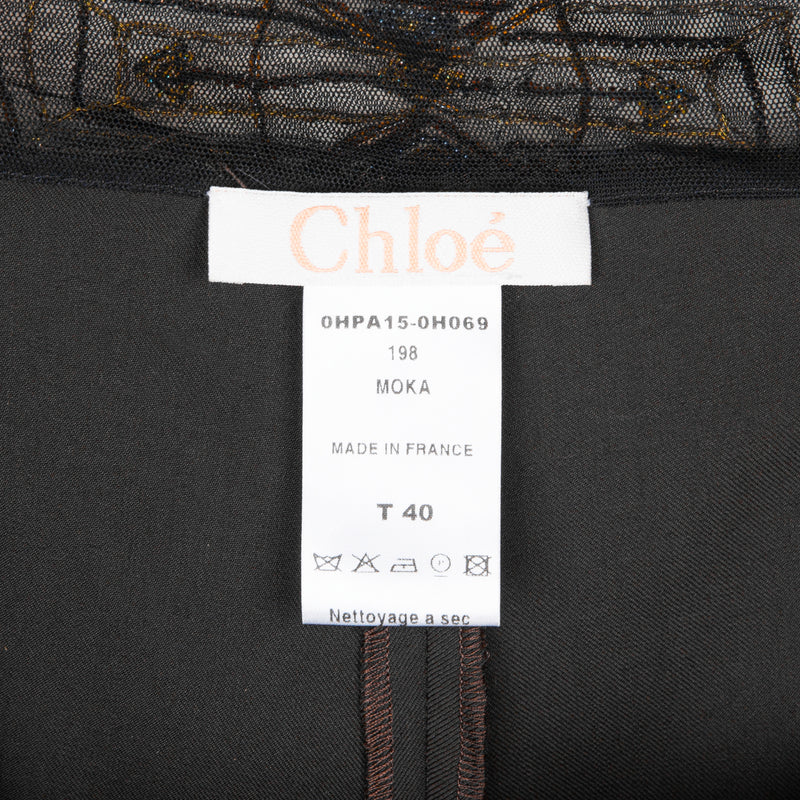 Chloé
0HPA15-0H069
198
MOKA
MADE IN FRANCE
T 40
P
Nettoyage a sec